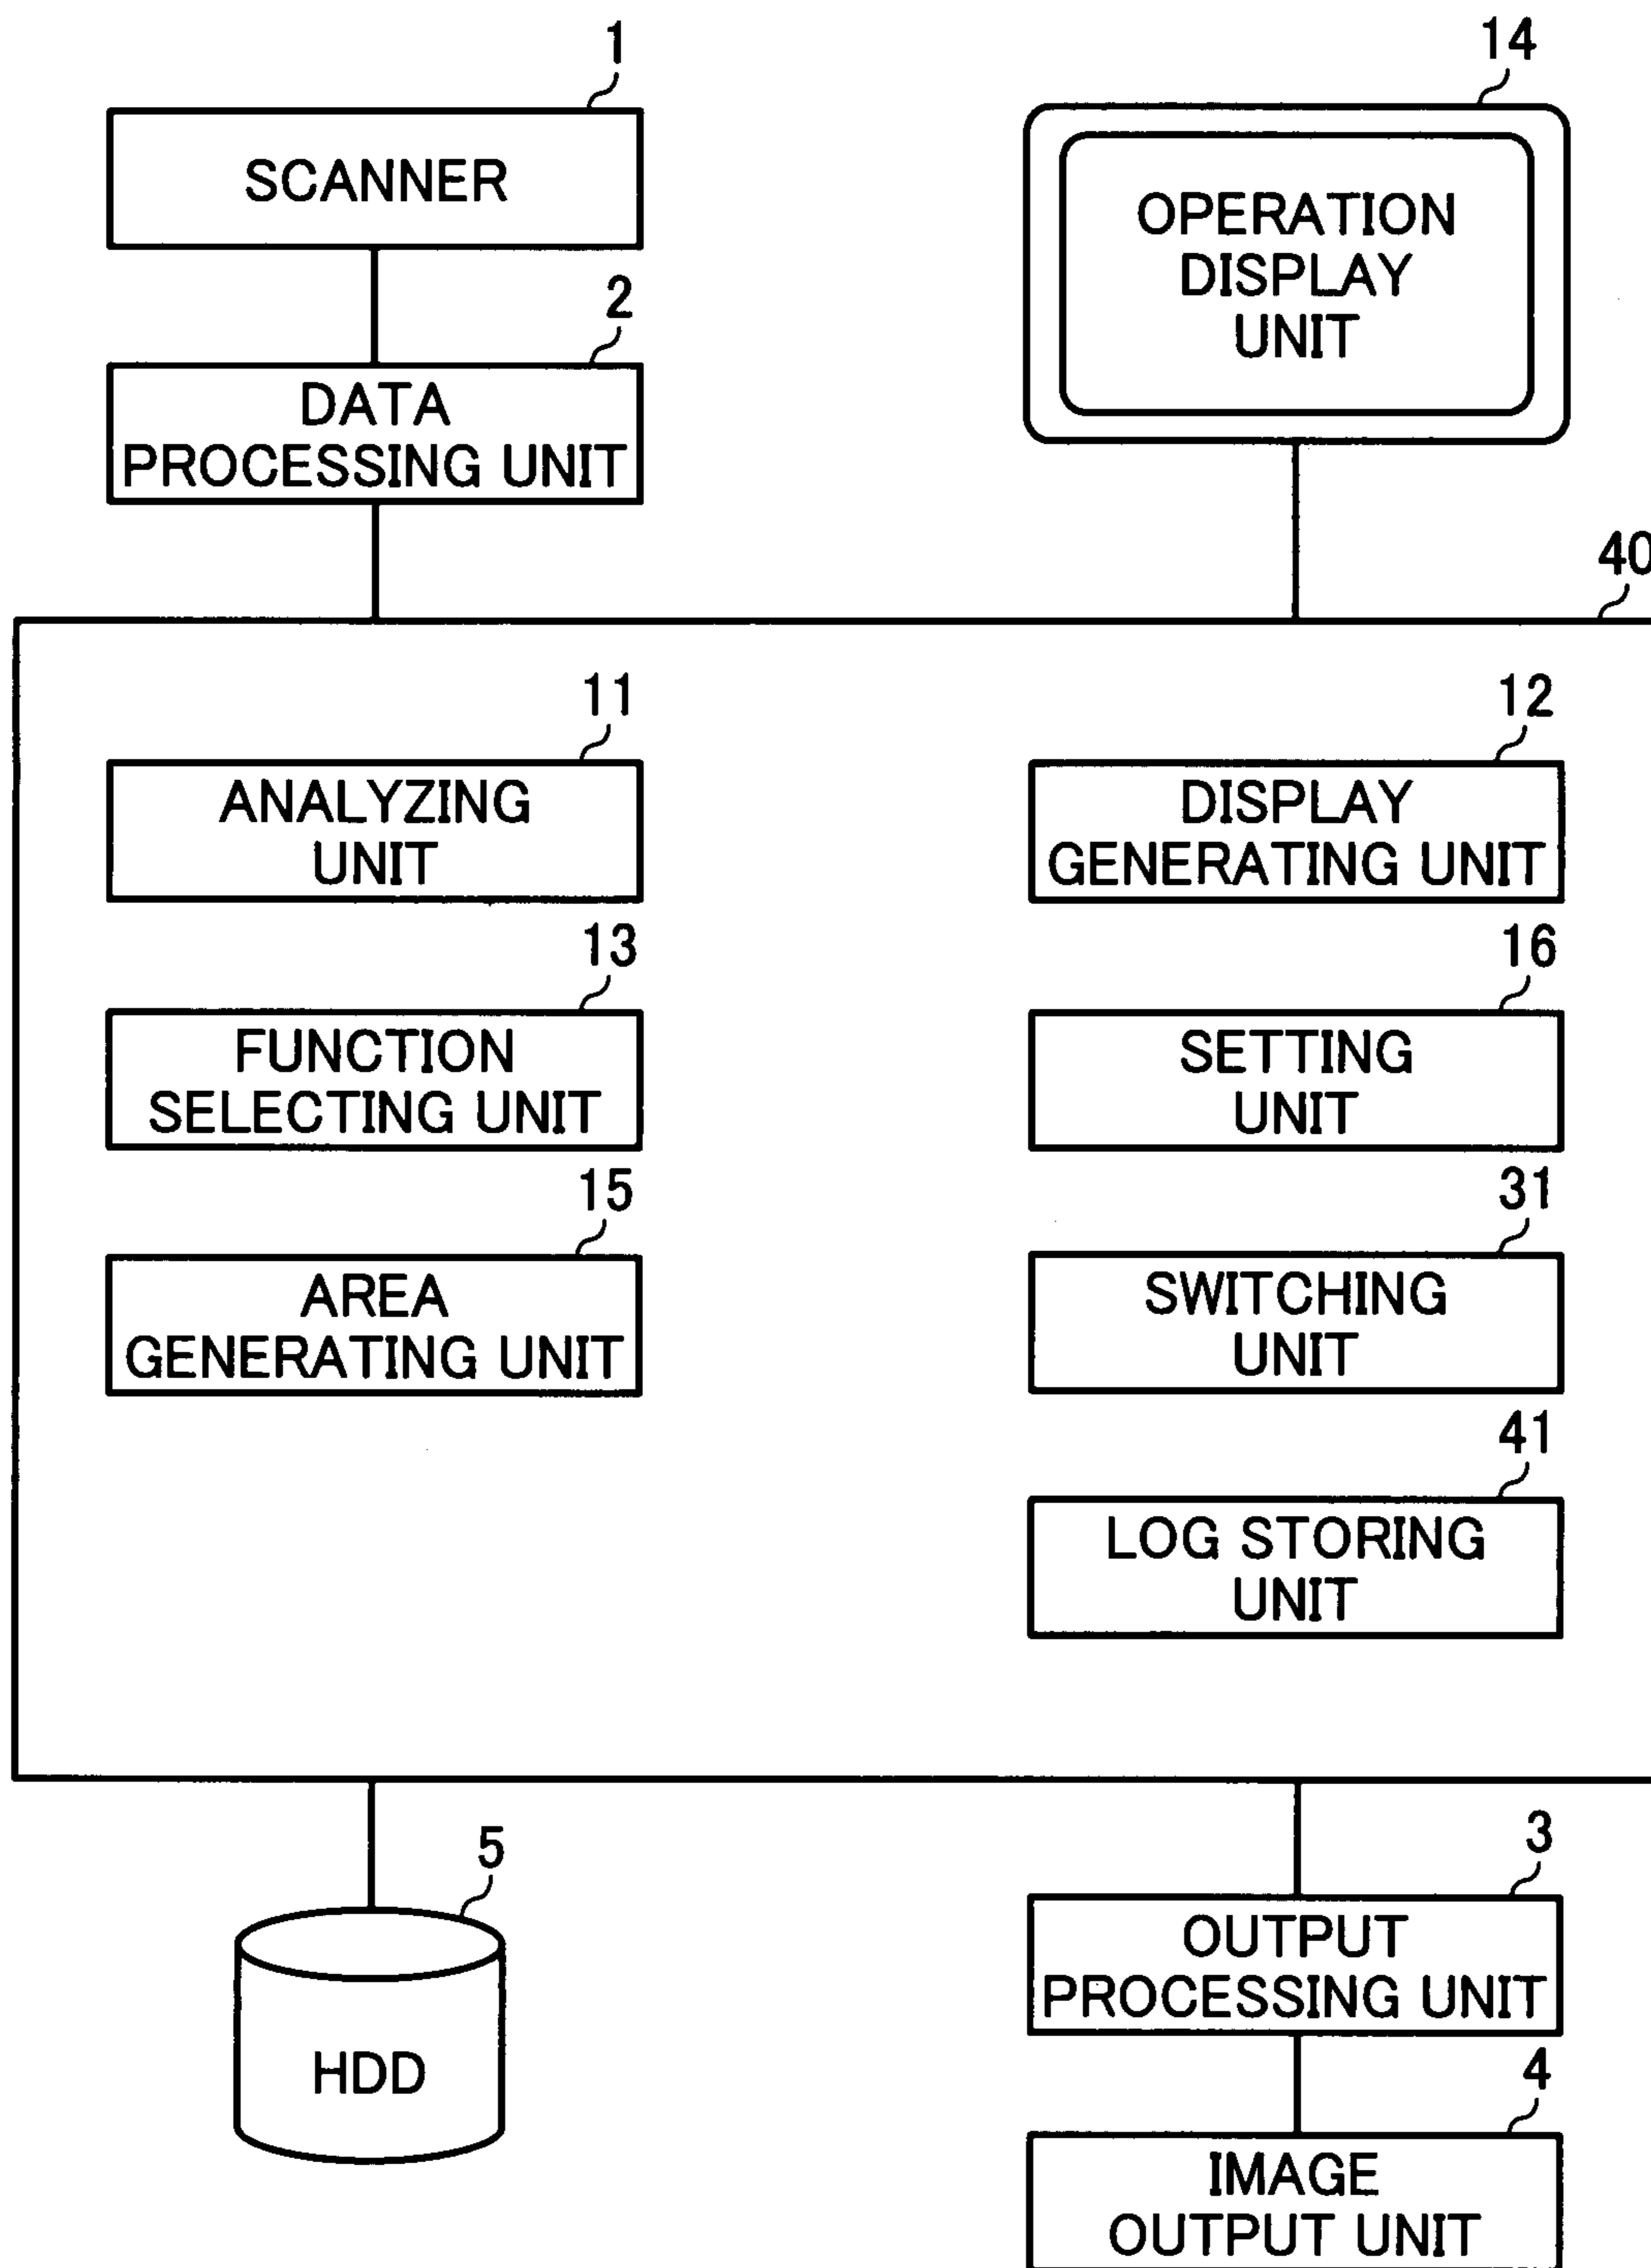 1
SCANNER
14
OPERATION
DISPLAY
UNIT
2
DATA
PROCESSING UNIT
40
11
ANALYZING
UNIT
12
DISPLAY
GENERATING UNIT
13
FUNCTION
SELECTING UNIT
16
SETTING
UNIT
15
AREA
GENERATING UNIT
31
SWITCHING
UNIT
41
LOG STORING
UNIT
5
HDD
3
OUTPUT
PROCESSING UNIT
4
IMAGE
OUTPUT UNIT